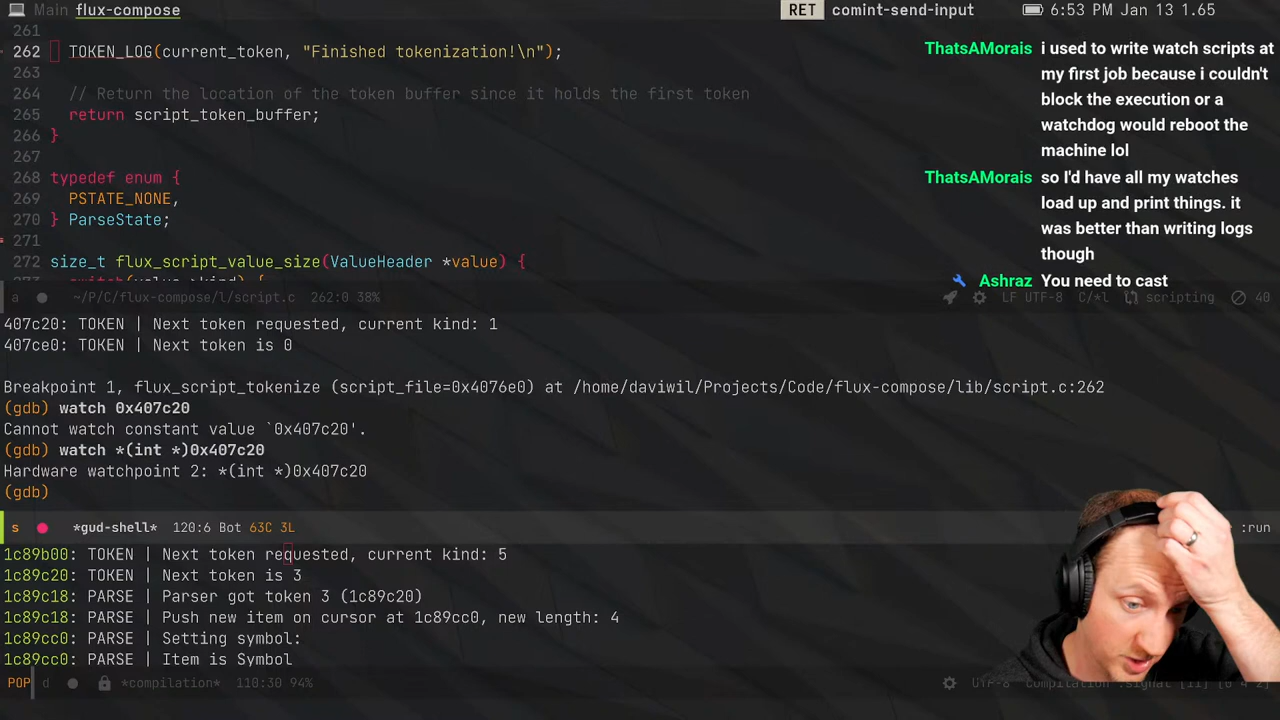 Main flux-compose
RET comint-send-input
6:53 PM Jan 13 1.65
261
262 TOKEN_LOG(current_token, "Finished tokenization!\n");
263
264 // Return the location of the token buffer since it holds the first token
265 return script_token_buffer;
266 }
267
268 typedef enum {
269 PSTATE_NONE,
270 } ParseState;
271
272 size_t flux_script_value_size(ValueHeader *value) {
a ~/P/C/flux-compose/l/script.c 262:0 38%
LF UTF-8 C/*l scripting 40
ThatsAMorais i used to write watch scripts at
my first job because i couldn't
block the execution or a
watchdog would reboot the
machine lol
ThatsAMorais so I'd have all my watches
load up and print things. it
was better than writing logs
though
Ashraz You need to cast
407c20: TOKEN | Next token requested, current kind: 1
407ce0: TOKEN | Next token is 0
Breakpoint 1, flux_script_tokenize (script_file=0x4076e0) at /home/daviwil/Projects/Code/flux-compose/lib/script.c:262
(gdb) watch 0x407c20
Cannot watch constant value `0x407c20'.
(gdb) watch *(int *)0x407c20
Hardware watchpoint 2: *(int *)0x407c20
(gdb)
s *gud-shell* 120:6 Bot 63C 3L
:run
1c89b00: TOKEN | Next token requested, current kind: 5
1c89c20: TOKEN | Next token is 3
1c89c18: PARSE | Parser got token 3 (1c89c20)
1c89c18: PARSE | Push new item on cursor at 1c89cc0, new length: 4
1c89cc0: PARSE | Setting symbol:
1c89cc0: PARSE | Item is Symbol
POP d *compilation* 110:30 94%